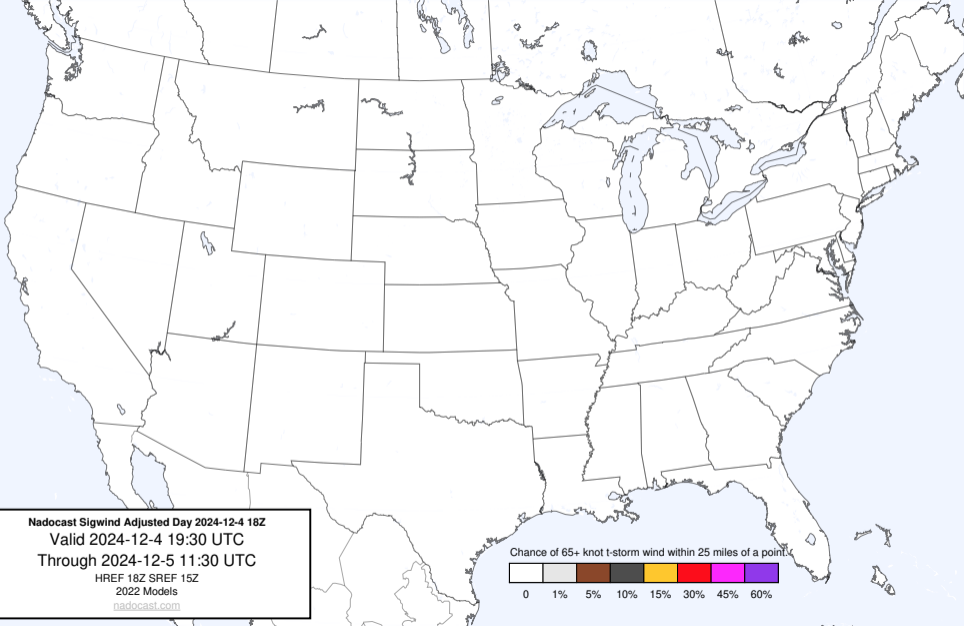 Nadocast Sigwind Adjusted Day 2024-12-4 18Z
Valid 2024-12-4 19:30 UTC
Through 2024-12-5 11:30 UTC
HREF 18Z SREF 15Z
2022 Models
nadocast.com
Chance of 65+ knot t-storm wind within 25 miles of a point.
0 1% 5% 10% 15% 30% 45% 60%